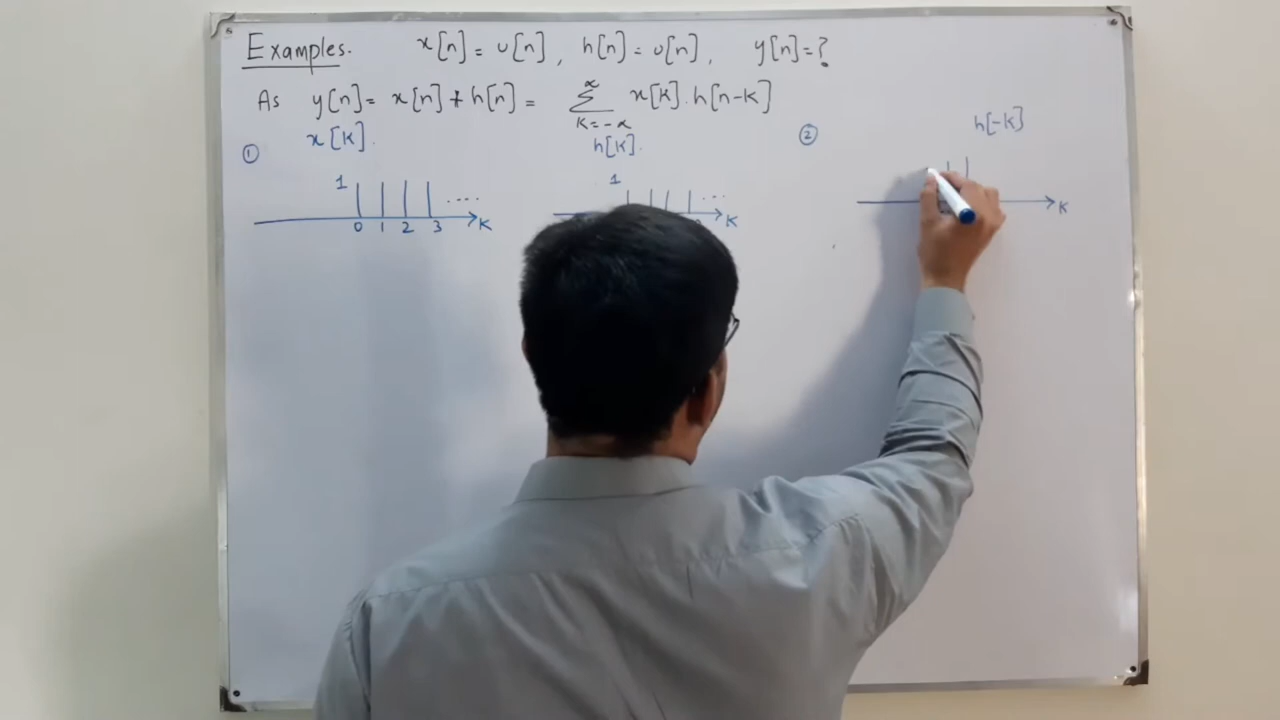 Examples. x[n] = u[n], h[n] = u[n], y[n] = ?
As y[n] = x[n] * h[n] = ∑ x[k]. h[n-k]
∞
k=-∞
① x[k]. h[k]. ② h[-k]
1 .... k
0 1 2 3
1 .... k
k